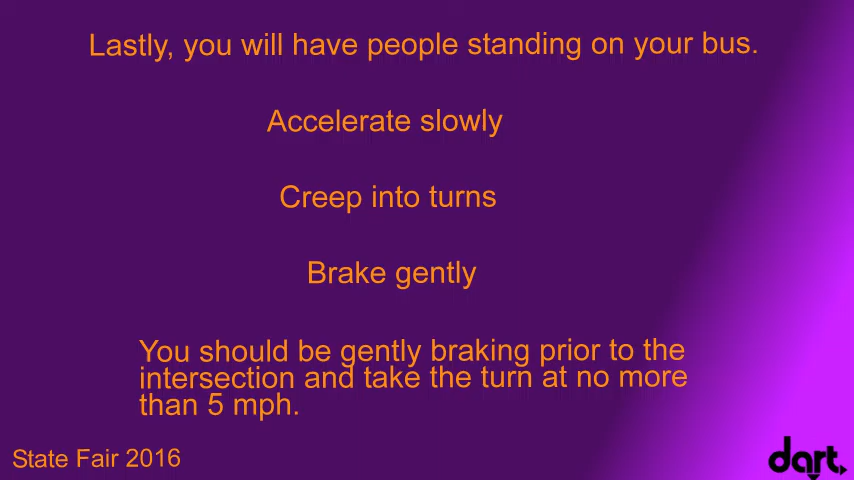 Lastly, you will have people standing on your bus.
Accelerate slowly
Creep into turns
Brake gently
You should be gently braking prior to the
intersection and take the turn at no more
than 5 mph.
State Fair 2016
dart